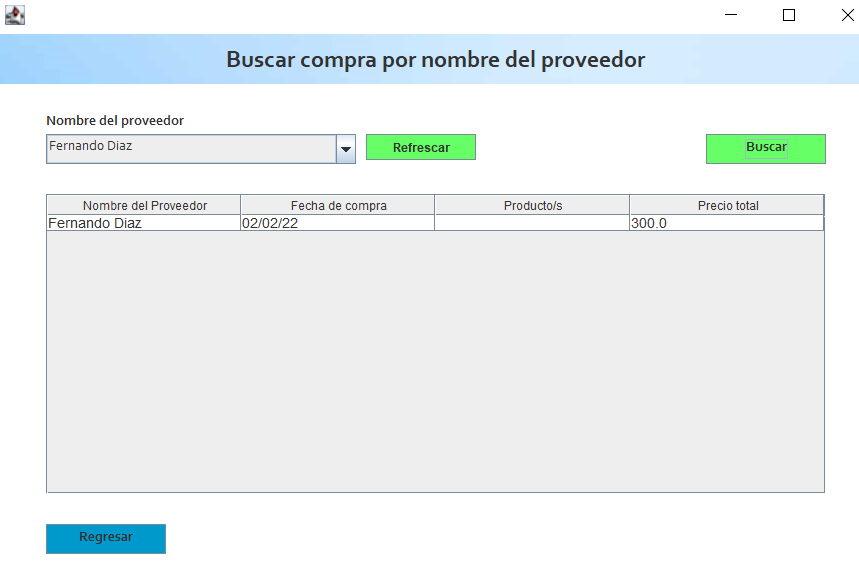 Buscar compra por nombre del proveedor
Nombre del proveedor
Fernando Diaz Refrescar Buscar
Nombre del Proveedor Fecha de compra Producto/s Precio total
Fernando Diaz 02/02/22 300.0
Regresar